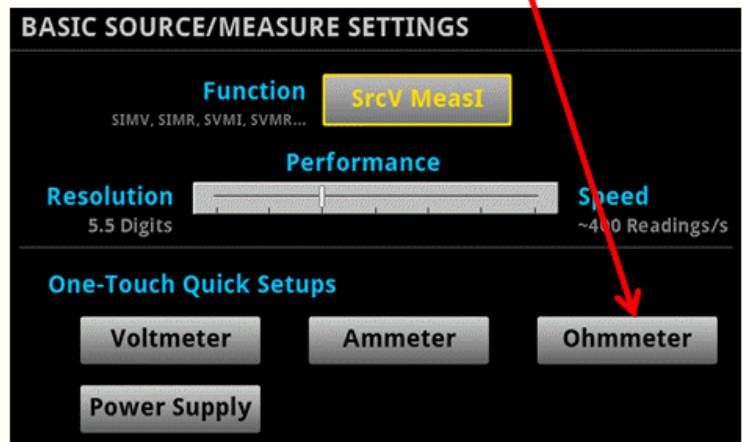 BASIC SOURCE/MEASURE SETTINGS
Function
SrcV MeasI
SIMV, SIMR, SVMI, SVMR...
Performance
Resolution
Speed
5.5 Digits
~400 Readings/s
One-Touch Quick Setups
Voltmeter
Ammeter
Ohmmeter
Power Supply